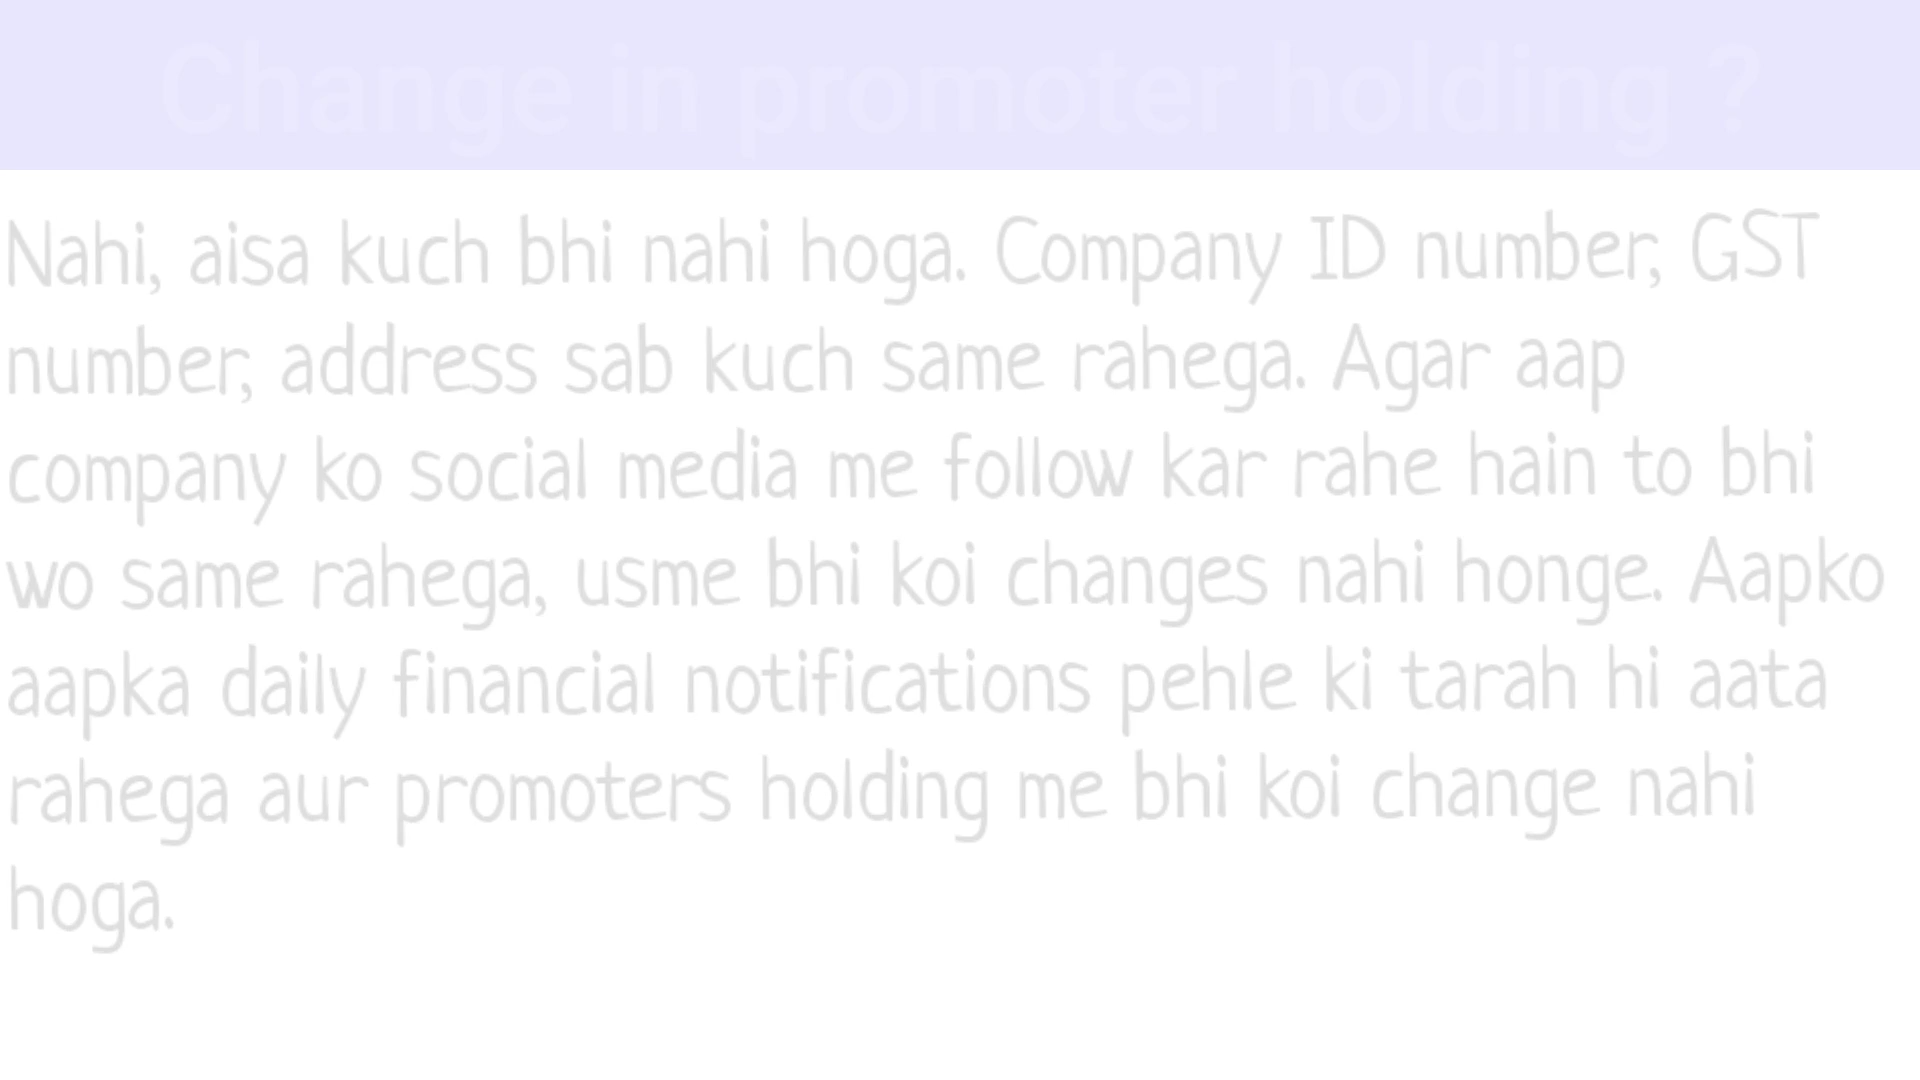 Change in promoter holding ?
Nahi, aisa kuch bhi nahi hoga. Company ID number, GST
number, address sab kuch same rahega. Agar aap
company ko social media me follow kar rahe hain to bhi
wo same rahega, usme bhi koi changes nahi honge. Aapko
aapka daily financial notifications pehle ki tarah hi aata
rahega aur promoters holding me bhi koi change nahi
hoga.